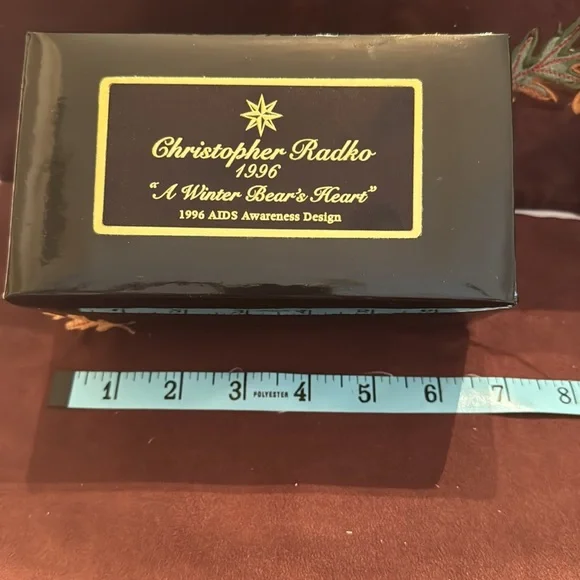 Christopher Radko
1996
"A Winter Bear's Heart"
1996 AIDS Awareness Design
1 2 3 POLYESTER 4 5 6 7 8